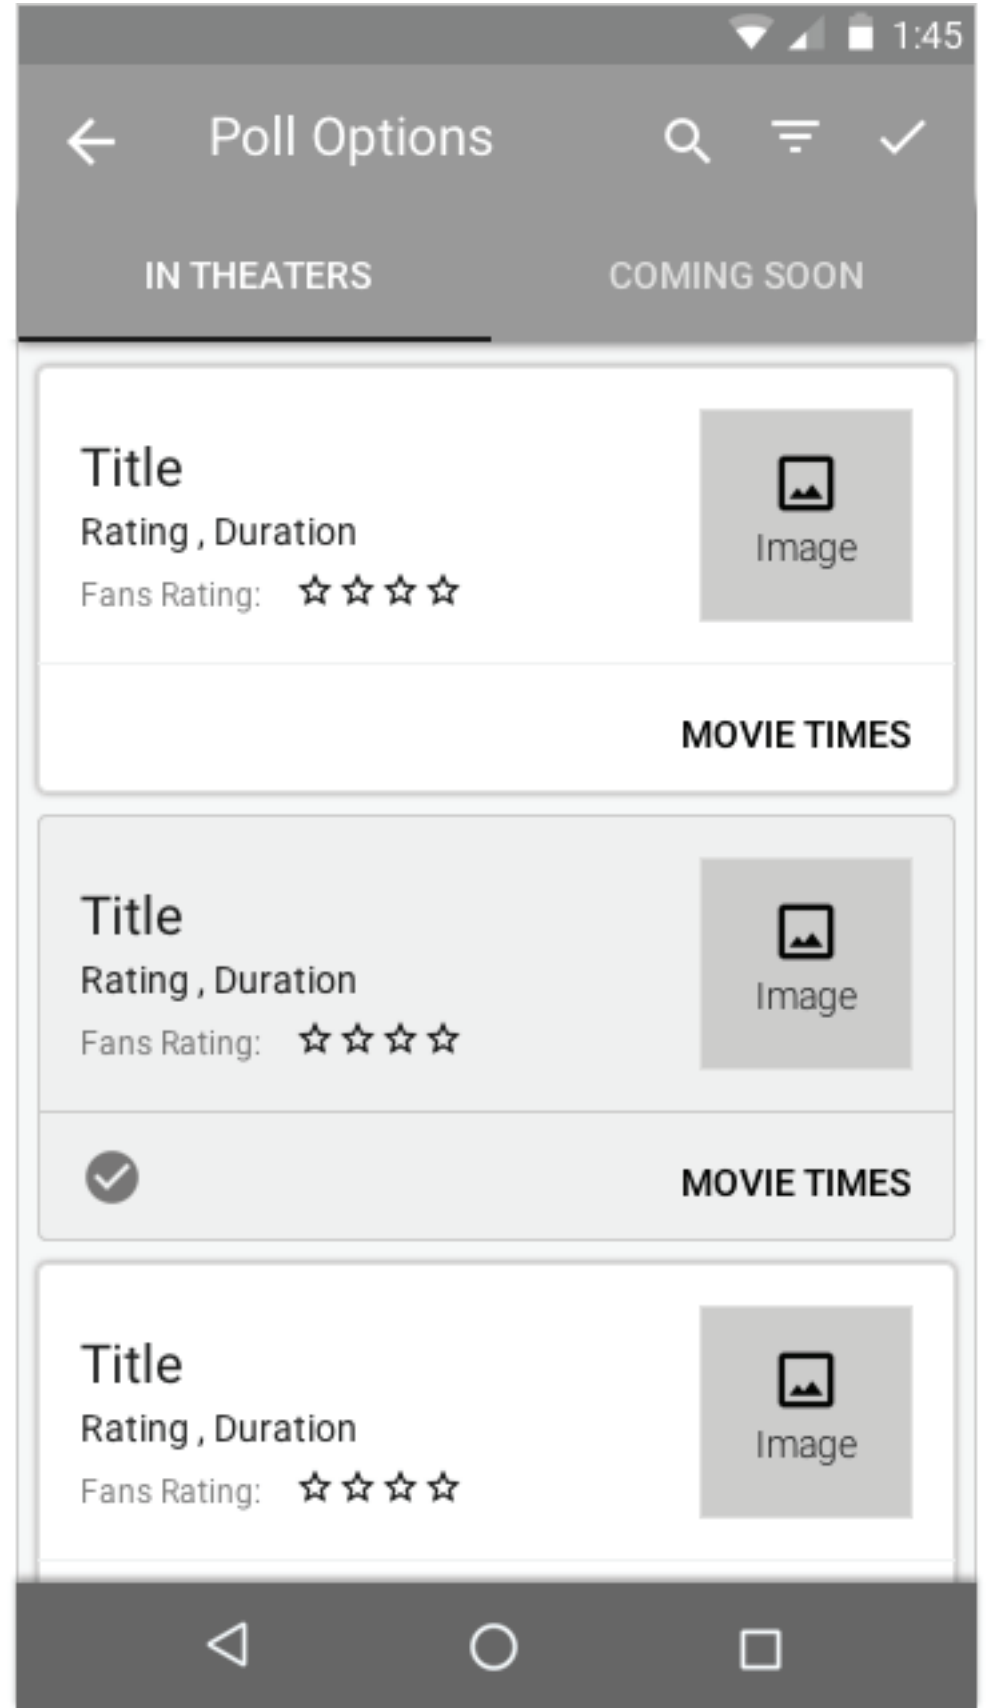 1:45
Poll Options
IN THEATERS COMING SOON
Title
Rating , Duration
Fans Rating:
Image
MOVIE TIMES
Title
Rating , Duration
Fans Rating:
Image
MOVIE TIMES
Title
Rating , Duration
Fans Rating:
Image